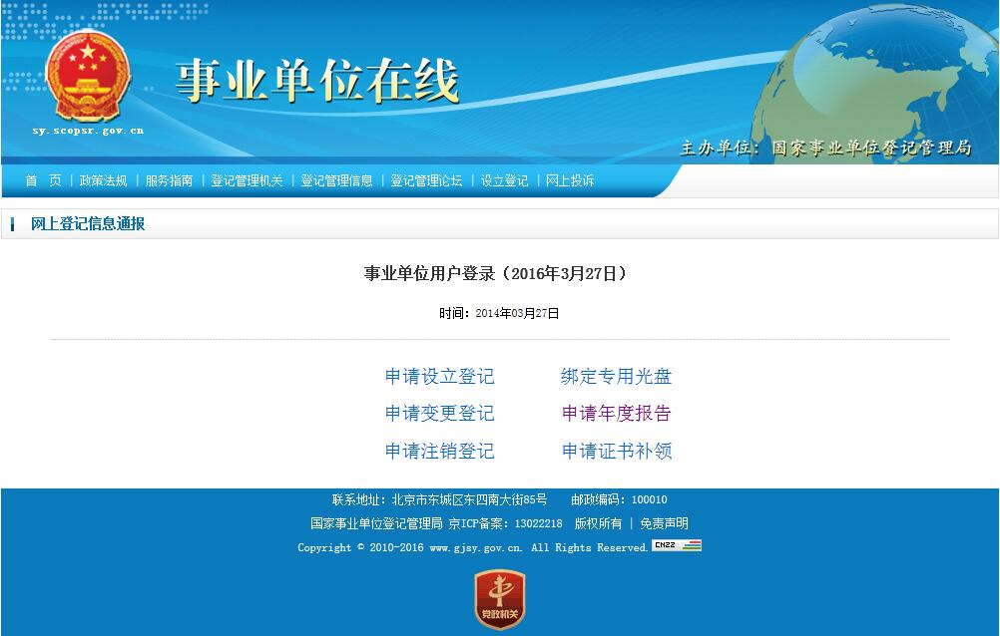 事业单位在线
sy.scopsr.gov.cn
主办单位：国家事业单位登记管理局
首 页 | 政策法规 | 服务指南 | 登记管理机关 | 登记管理信息 | 登记管理论坛 | 设立登记 | 网上投诉
网上登记信息通报
事业单位用户登录（2016年3月27日）
时间：2014年03月27日
申请设立登记 绑定专用光盘
申请变更登记 申请年度报告
申请注销登记 申请证书补领
联系地址：北京市东城区东四南大街85号 邮政编码：100010
国家事业单位登记管理局 京ICP备案：13022218 版权所有 | 免责声明
Copyright © 2010-2016 www.gjsy.gov.cn. All Rights Reserved. CNZZ
党政机关